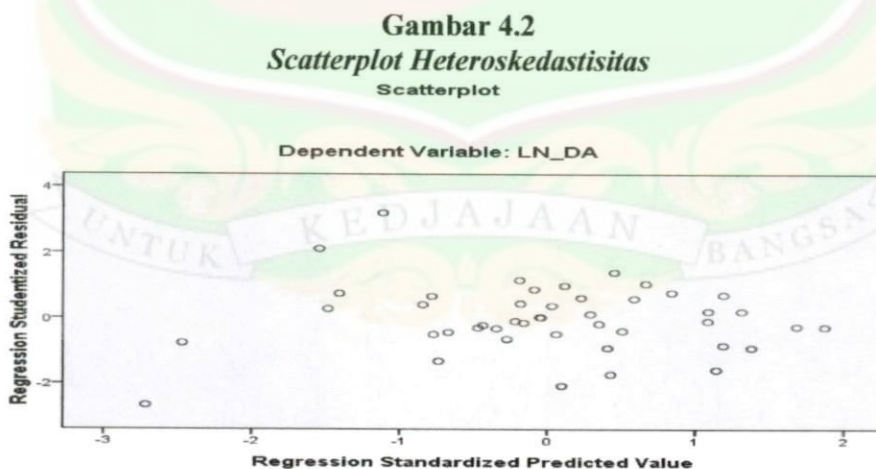 Gambar 4.2
Scatterplot Heteroskedastisitas
Scatterplot
Dependent Variable: LN_DA
UNTUK KEDJAJAAN BANGSA
Regression Studentized Residual
4
2
0
-2
-3 -2 -1 0 1 2
Regression Standardized Predicted Value